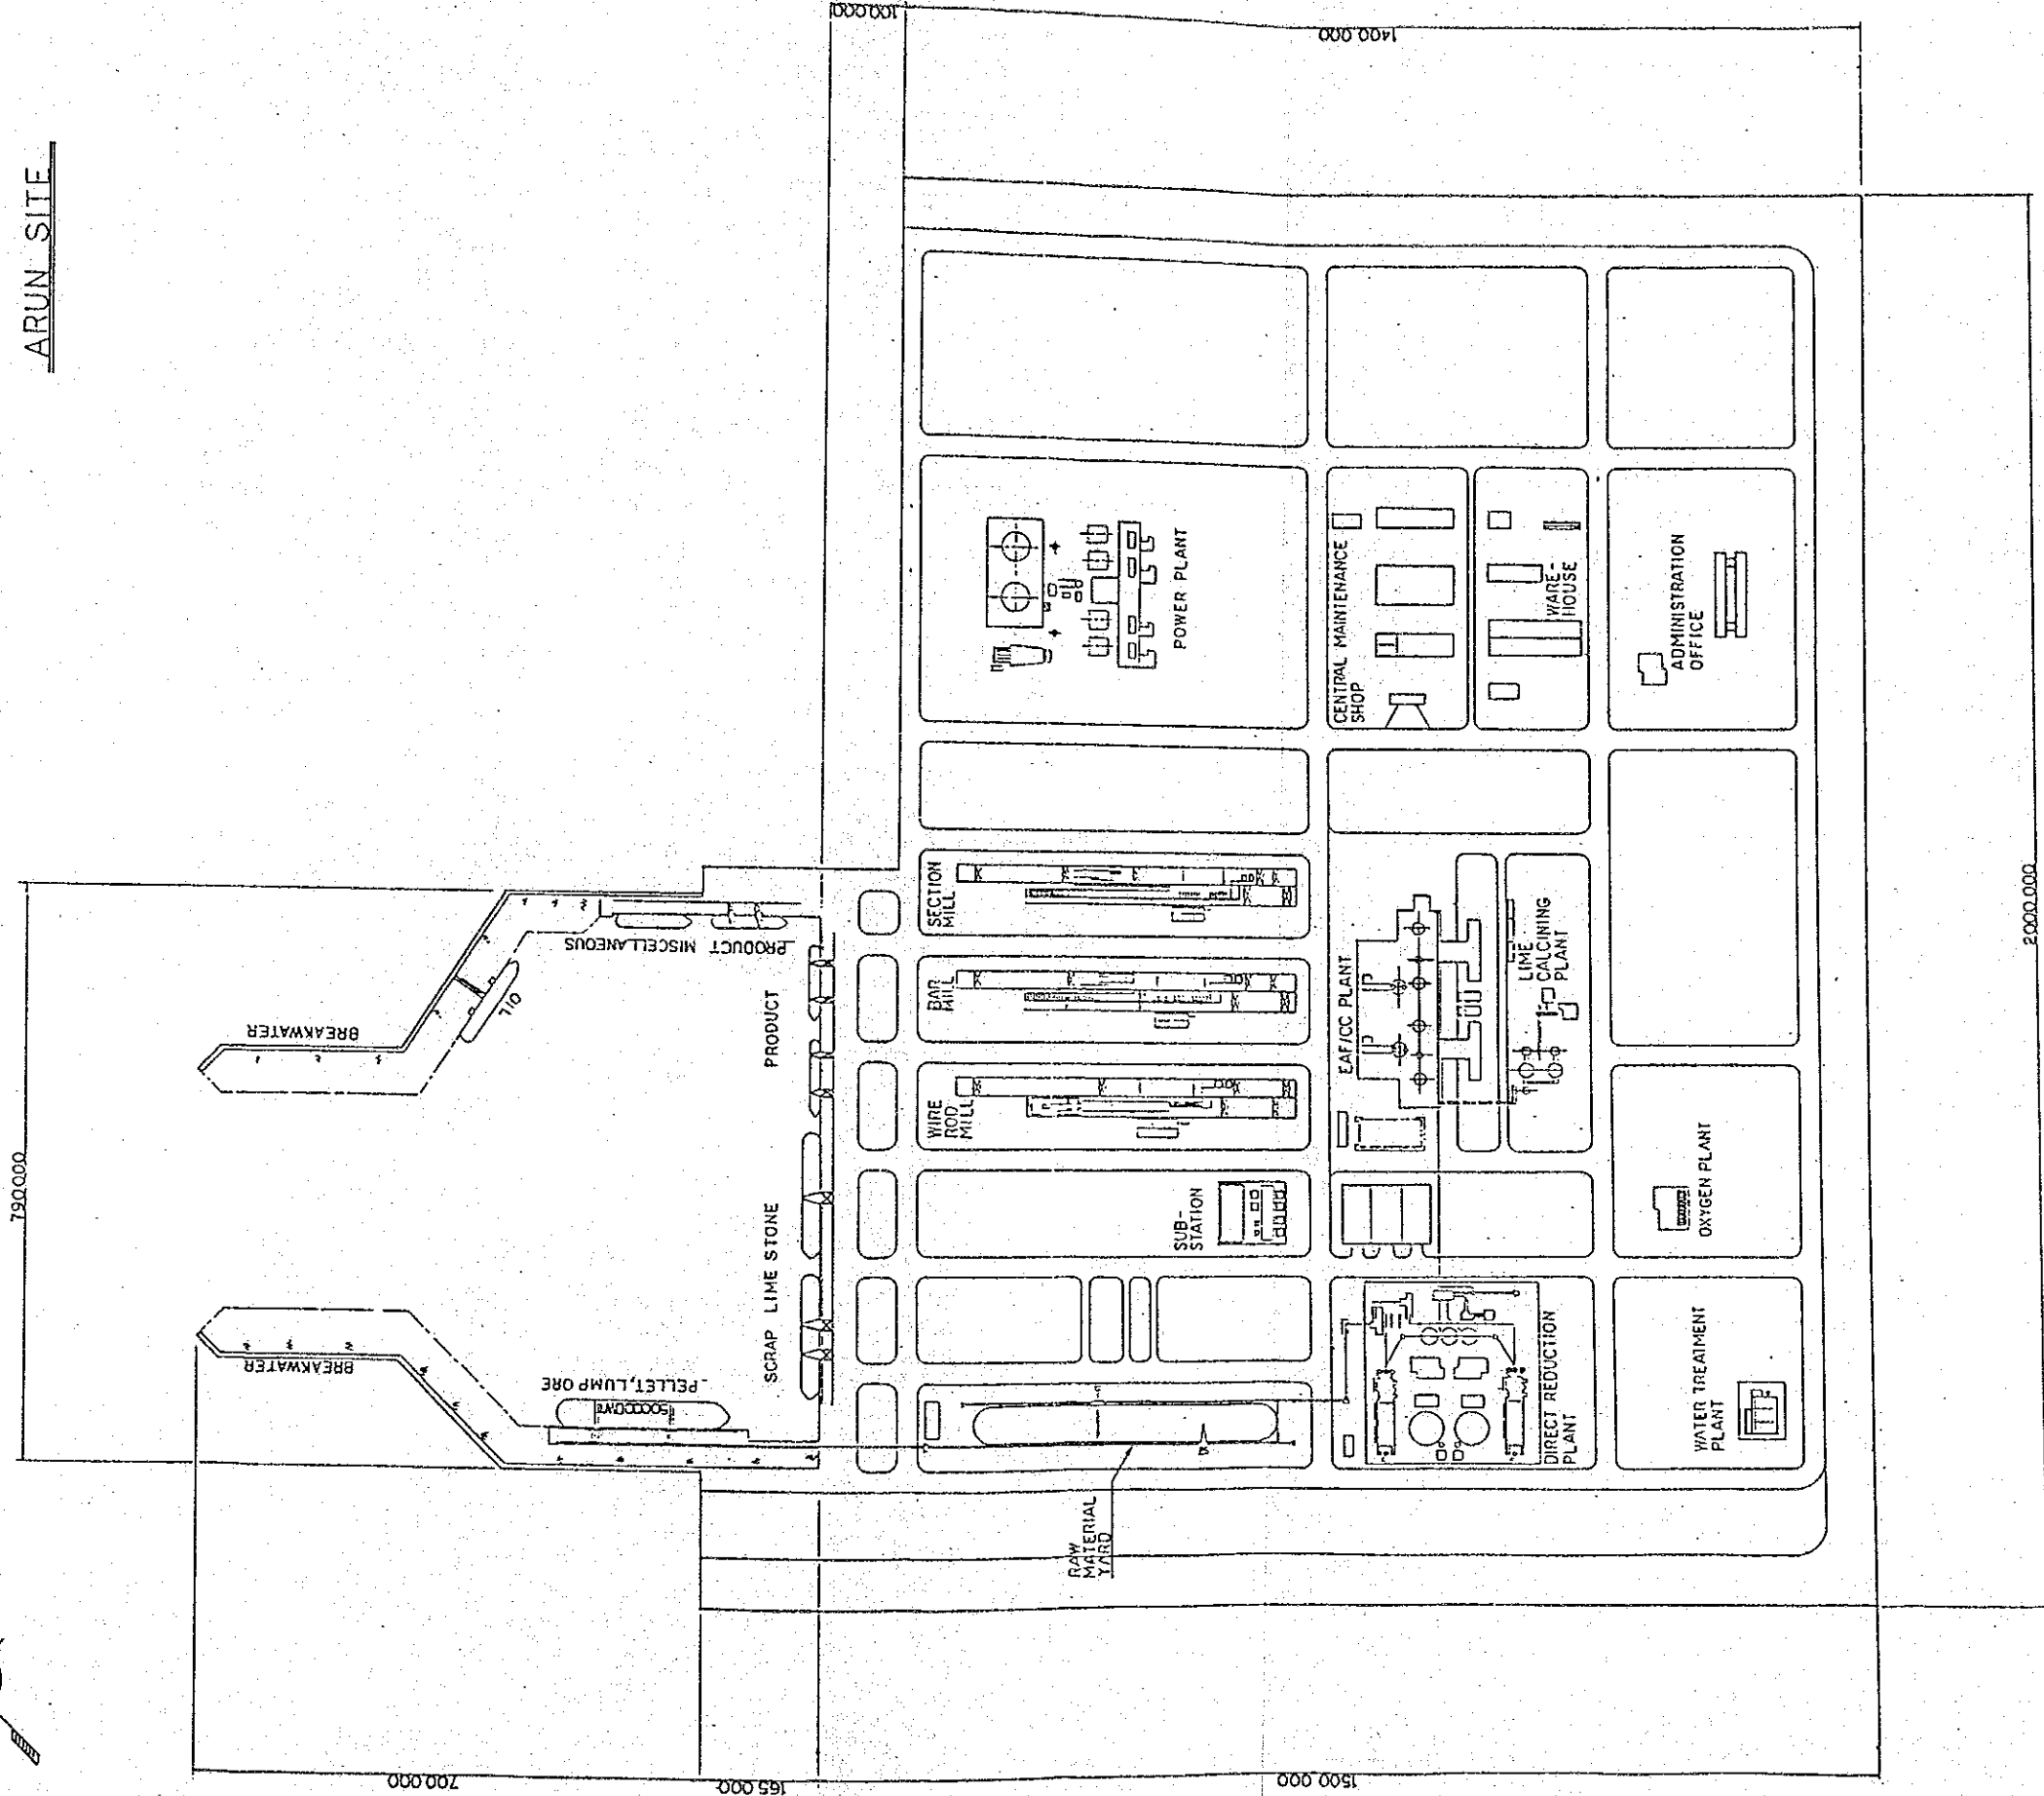 ARUN SITE
790.000
100.000
1400.000
BREAKWATER
OIL
PRODUCT MISCELLANEOUS
PRODUCT
SCRAP LIME STONE
BREAKWATER
PELLET, LUMP ORE
POWER PLANT
CENTRAL MAINTENANCE
SHOP
WARE-
HOUSE
ADMINISTRATION
OFFICE
SECTION
MILL
BAR
MILL
WIRE
ROD
MILL
EAF/CC PLANT
LIME
CALCINING
PLANT
SUB-
STATION
OXYGEN PLANT
DIRECT REDUCTION
PLANT
WATER TREATMENT
PLANT
RAW
MATERIAL
YARD
700.000
165.000
1500.000
2000.000